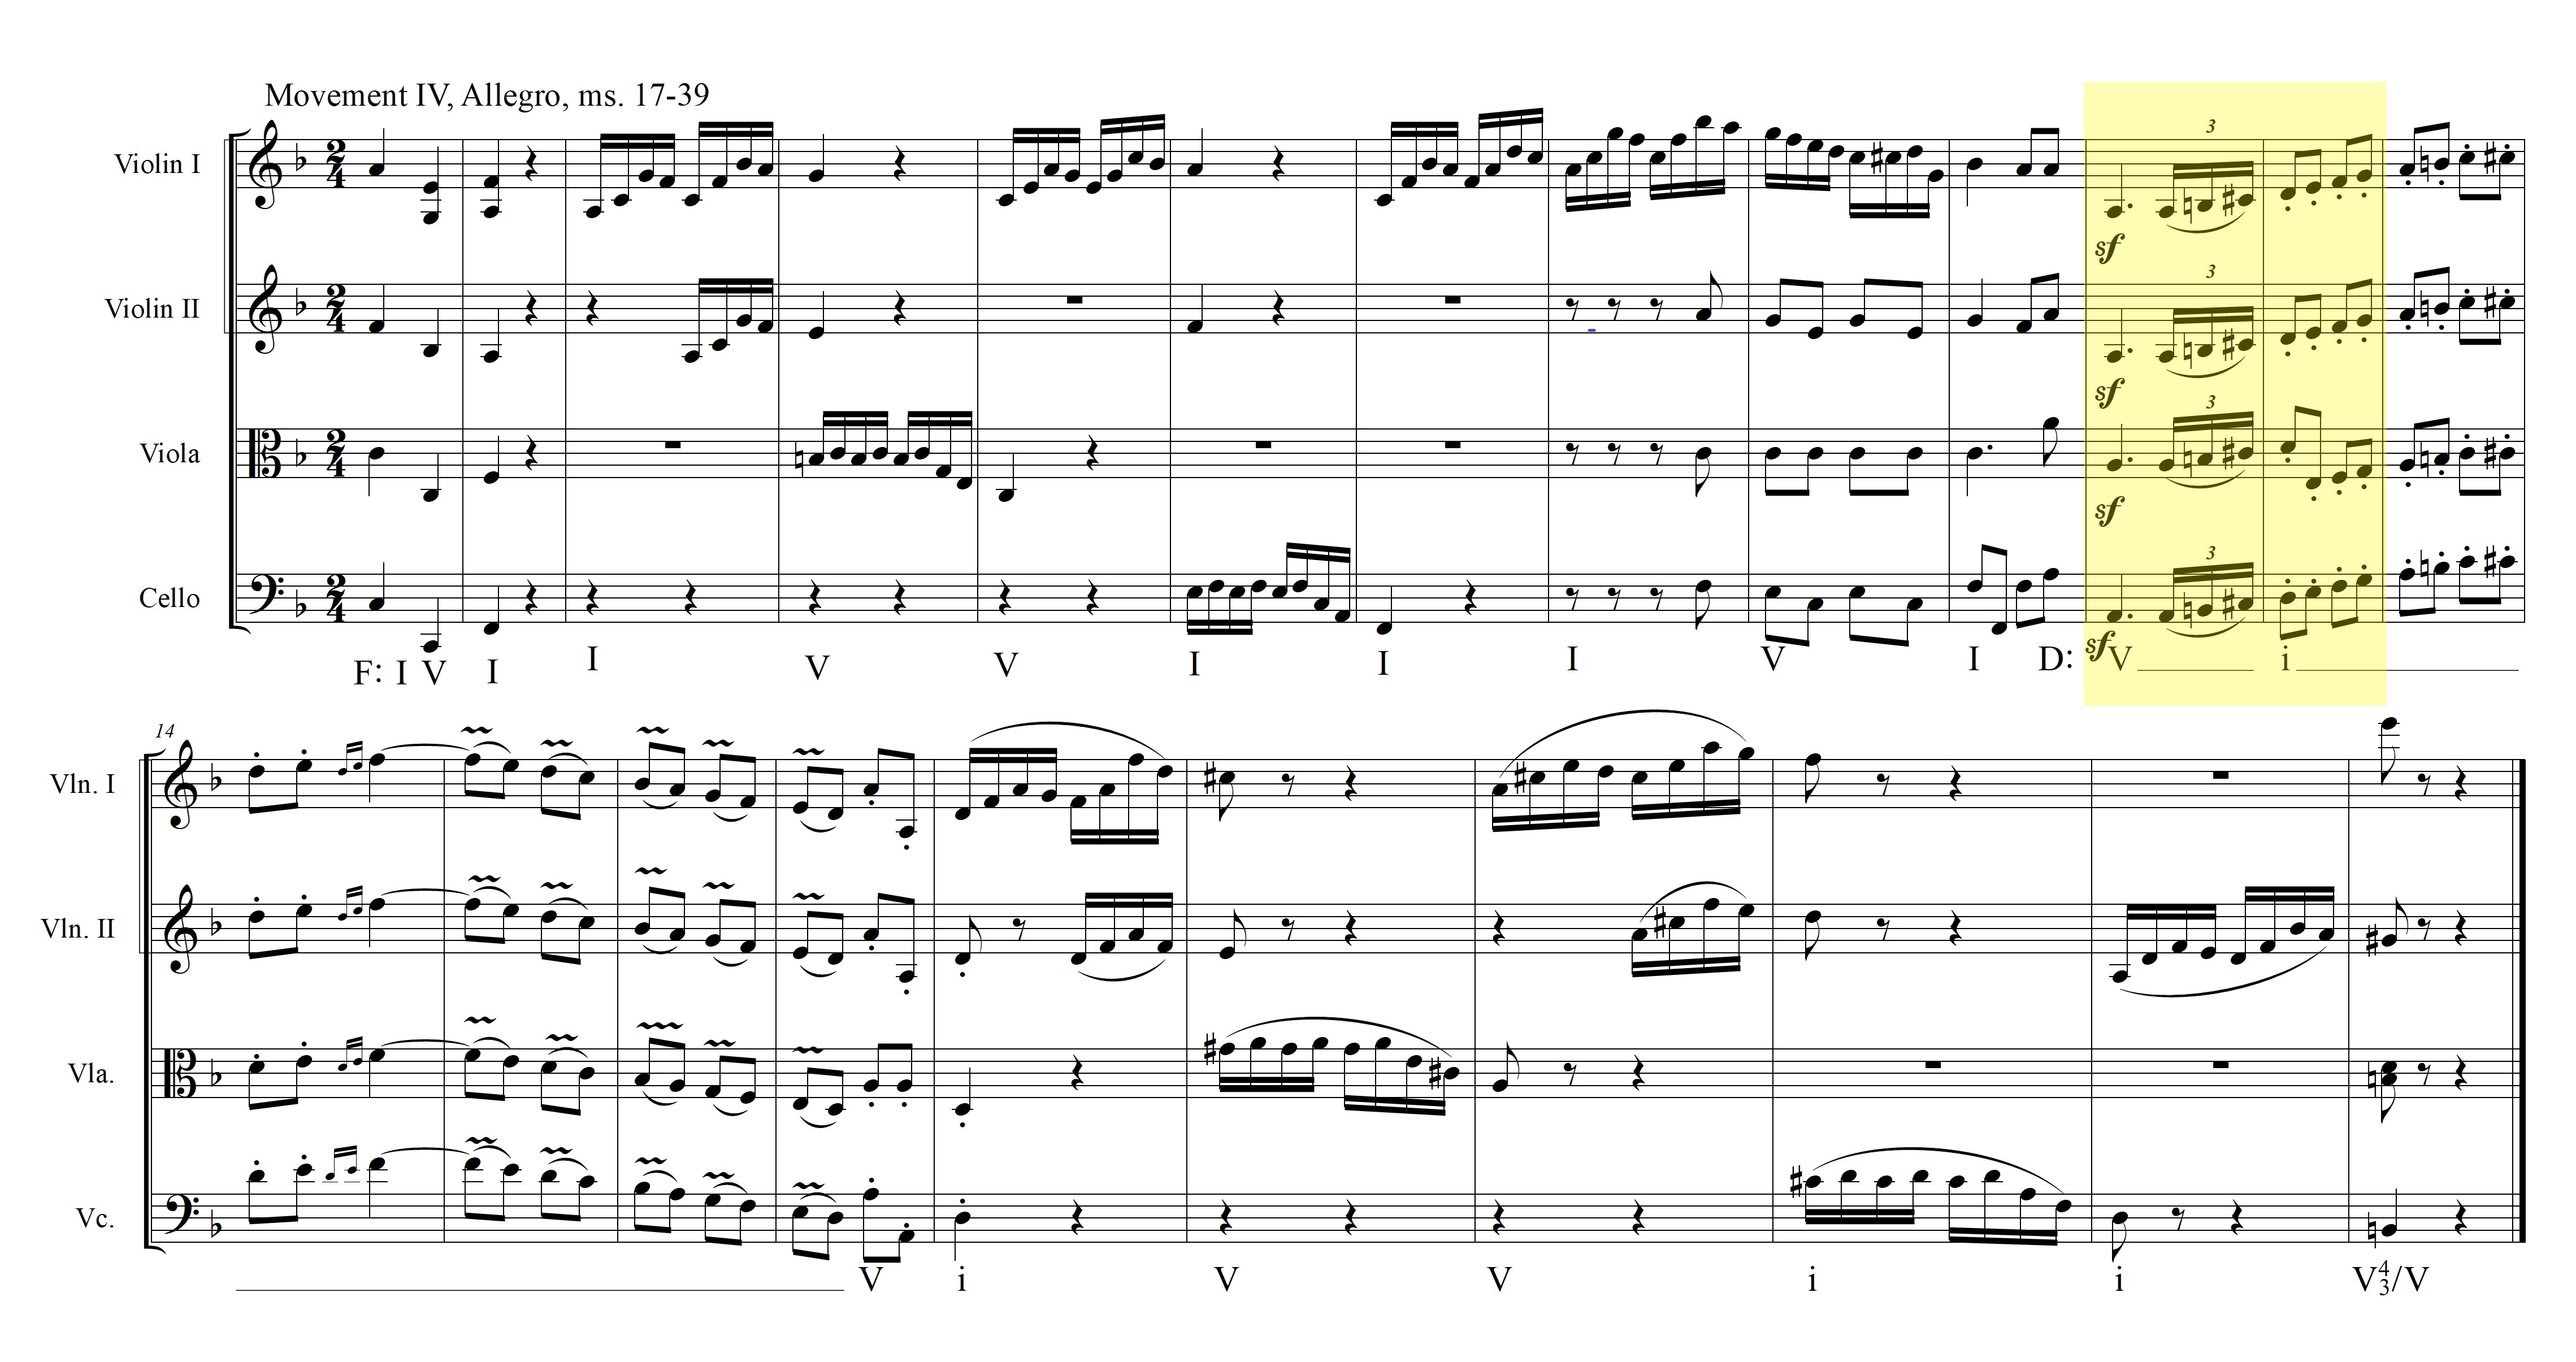 Movement IV, Allegro, ms. 17-39
Violin I
3
sf
Violin II
3
sf
Viola
3
sf
Cello
3
sf
F: I V I I V V I I I V I D: V i
14
Vln. I
Vln. II
Vla.
Vc.
V i V V i i V4/3/V